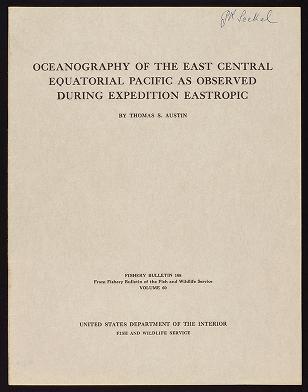 OCEANOGRAPHY OF THE EAST CENTRAL
EQUATORIAL PACIFIC AS OBSERVED
DURING EXPEDITION EASTROPIC
BY THOMAS S. AUSTIN
FISHERY BULLETIN 168
From Fishery Bulletin of the Fish and Wildlife Service
VOLUME 60
UNITED STATES DEPARTMENT OF THE INTERIOR
FISH AND WILDLIFE SERVICE